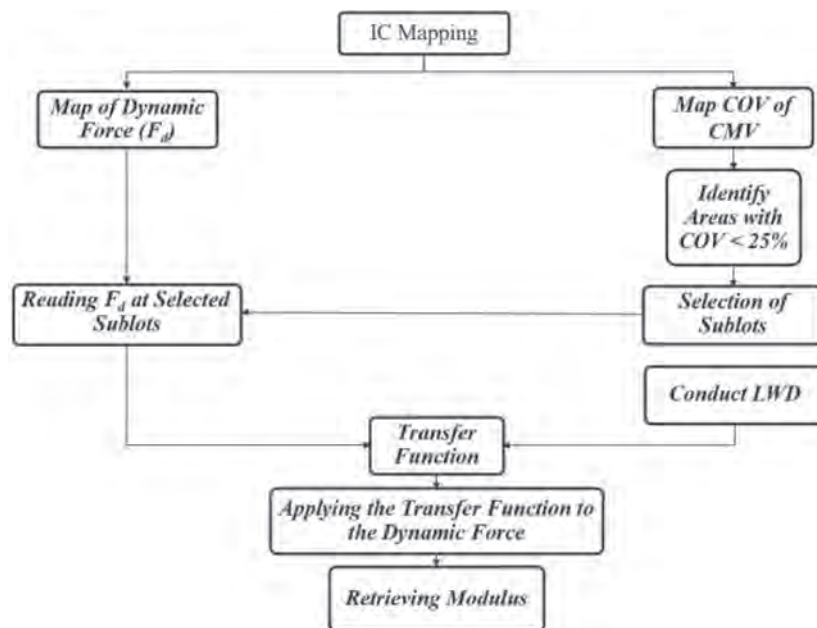 IC Mapping
Map of Dynamic
Force (Fd)
Map COV of
CMV
Identify
Areas with
COV < 25%
Reading Fd at Selected
Sublots
Selection of
Sublots
Conduct LWD
Transfer
Function
Applying the Transfer Function to
the Dynamic Force
Retrieving Modulus